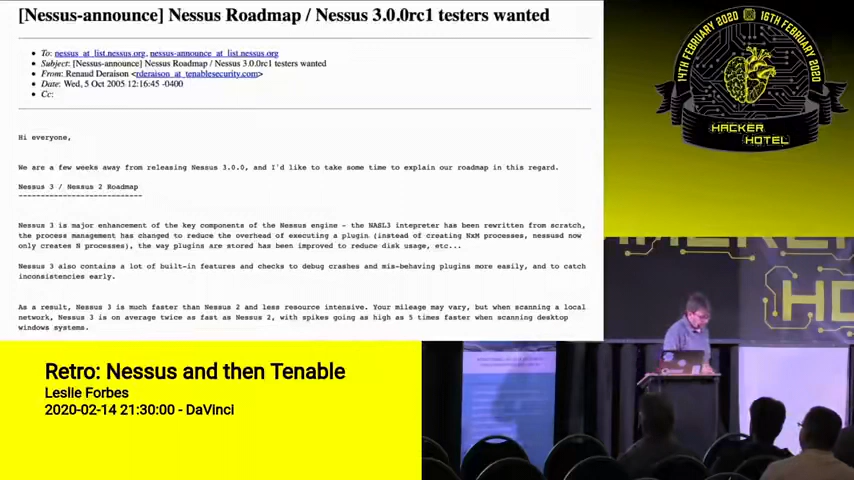 [Nessus-announce] Nessus Roadmap / Nessus 3.0.0rc1 testers wanted
To: nessus_at_list.nessus.org, nessus-announce_at_list.nessus.org
Subject: [Nessus-announce] Nessus Roadmap / Nessus 3.0.0rc1 testers wanted
From: Renaud Deraison <rderaison_at_tenablesecurity.com>
Date: Wed, 5 Oct 2005 12:16:45 -0400
Cc:
Hi everyone,
We are a few weeks away from releasing Nessus 3.0.0, and I'd like to take some time to explain our roadmap in this regard.
Nessus 3 / Nessus 2 Roadmap
---------------------------
Nessus 3 is major enhancement of the key components of the Nessus engine - the NASL3 intepreter has been rewritten from scratch,
the process management has changed to reduce the overhead of executing a plugin (instead of creating NxM processes, nessusd now
only creates N processes), the way plugins are stored has been improved to reduce disk usage, etc...
Nessus 3 also contains a lot of built-in features and checks to debug crashes and mis-behaving plugins more easily, and to catch
inconsistencies early.
As a result, Nessus 3 is much faster than Nessus 2 and less resource intensive. Your mileage may vary, but when scanning a local
network, Nessus 3 is on average twice as fast as Nessus 2, with spikes going as high as 5 times faster when scanning desktop
windows systems.
14TH FEBRUARY 2020
16TH FEBRUARY 2020
HACKER
HOTEL
Retro: Nessus and then Tenable
Leslie Forbes
2020-02-14 21:30:00 - DaVinci